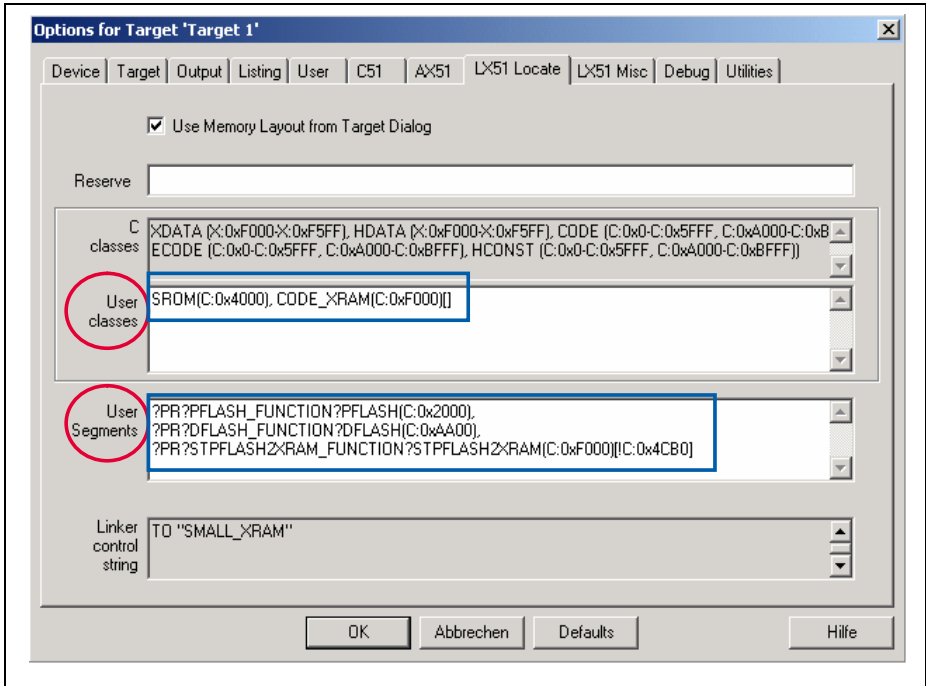 Options for Target 'Target 1'
Device Target Output Listing User C51 AX51 LX51 Locate LX51 Misc Debug Utilities
Use Memory Layout from Target Dialog
Reserve
C classes
XDATA (X:0xF000-X:0xF5FF), HDATA (X:0xF000-X:0xF5FF), CODE (C:0x0-C:0x5FFF, C:0xA000-C:0xB
ECODE (C:0x0-C:0x5FFF, C:0xA000-C:0xBFFF), HCONST (C:0x0-C:0x5FFF, C:0xA000-C:0xBFFF))
User classes
SROM(C:0x4000), CODE_XRAM(C:0xF000)[]
User Segments
?PR?PFLASH_FUNCTION?PFLASH(C:0x2000),
?PR?DFLASH_FUNCTION?DFLASH(C:0xAA00),
?PR?STPFLASH2XRAM_FUNCTION?STPFLASH2XRAM(C:0xF000)[!C:0x4CB0]
Linker control string
TO "SMALL_XRAM"
OK Abbrechen Defaults Hilfe